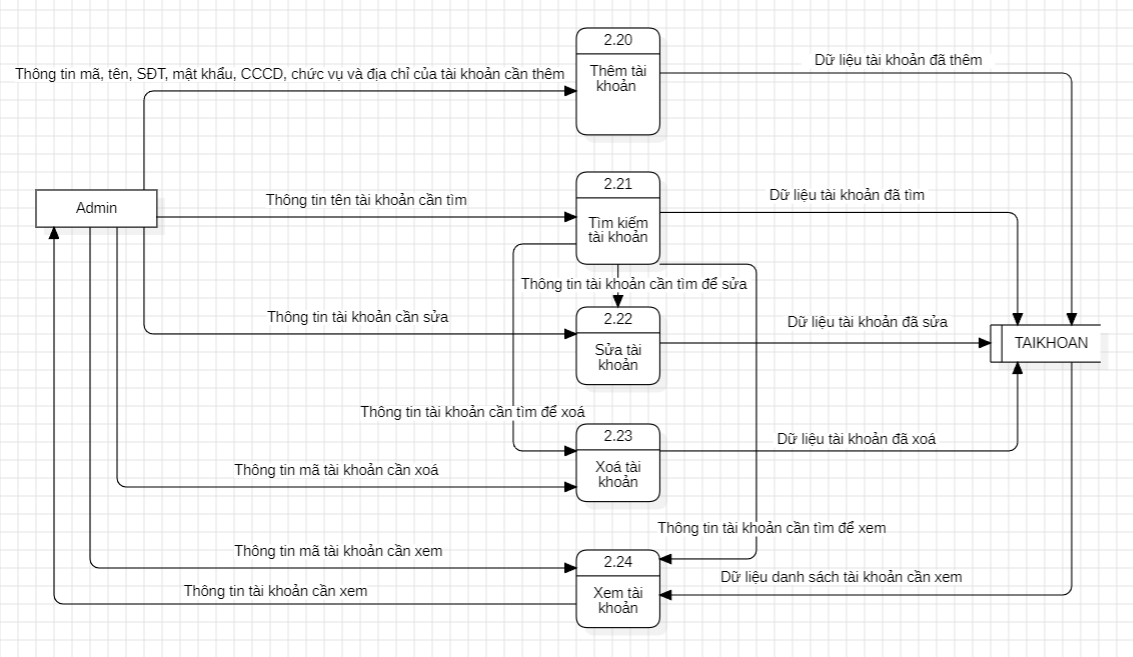 2.20
Dữ liệu tài khoản đã thêm
Thông tin mã, tên, SĐT, mật khẩu, CCCD, chức vụ và địa chỉ của tài khoản cần thêm
Thêm tài
khoản
2.21
Dữ liệu tài khoản đã tìm
Thông tin tên tài khoản cần tìm
Admin
Tìm kiếm
tài khoản
Thông tin tài khoản cần tìm để sửa
Thông tin tài khoản cần sửa
2.22
Dữ liệu tài khoản đã sửa
Sửa tài
khoản
TAIKHOAN
Thông tin tài khoản cần tìm để xoá
2.23
Dữ liệu tài khoản đã xoá
Thông tin mã tài khoản cần xoá
Xoá tài
khoản
Thông tin tài khoản cần tìm để xem
Thông tin mã tài khoản cần xem
2.24
Dữ liệu danh sách tài khoản cần xem
Thông tin tài khoản cần xem
Xem tài
khoản